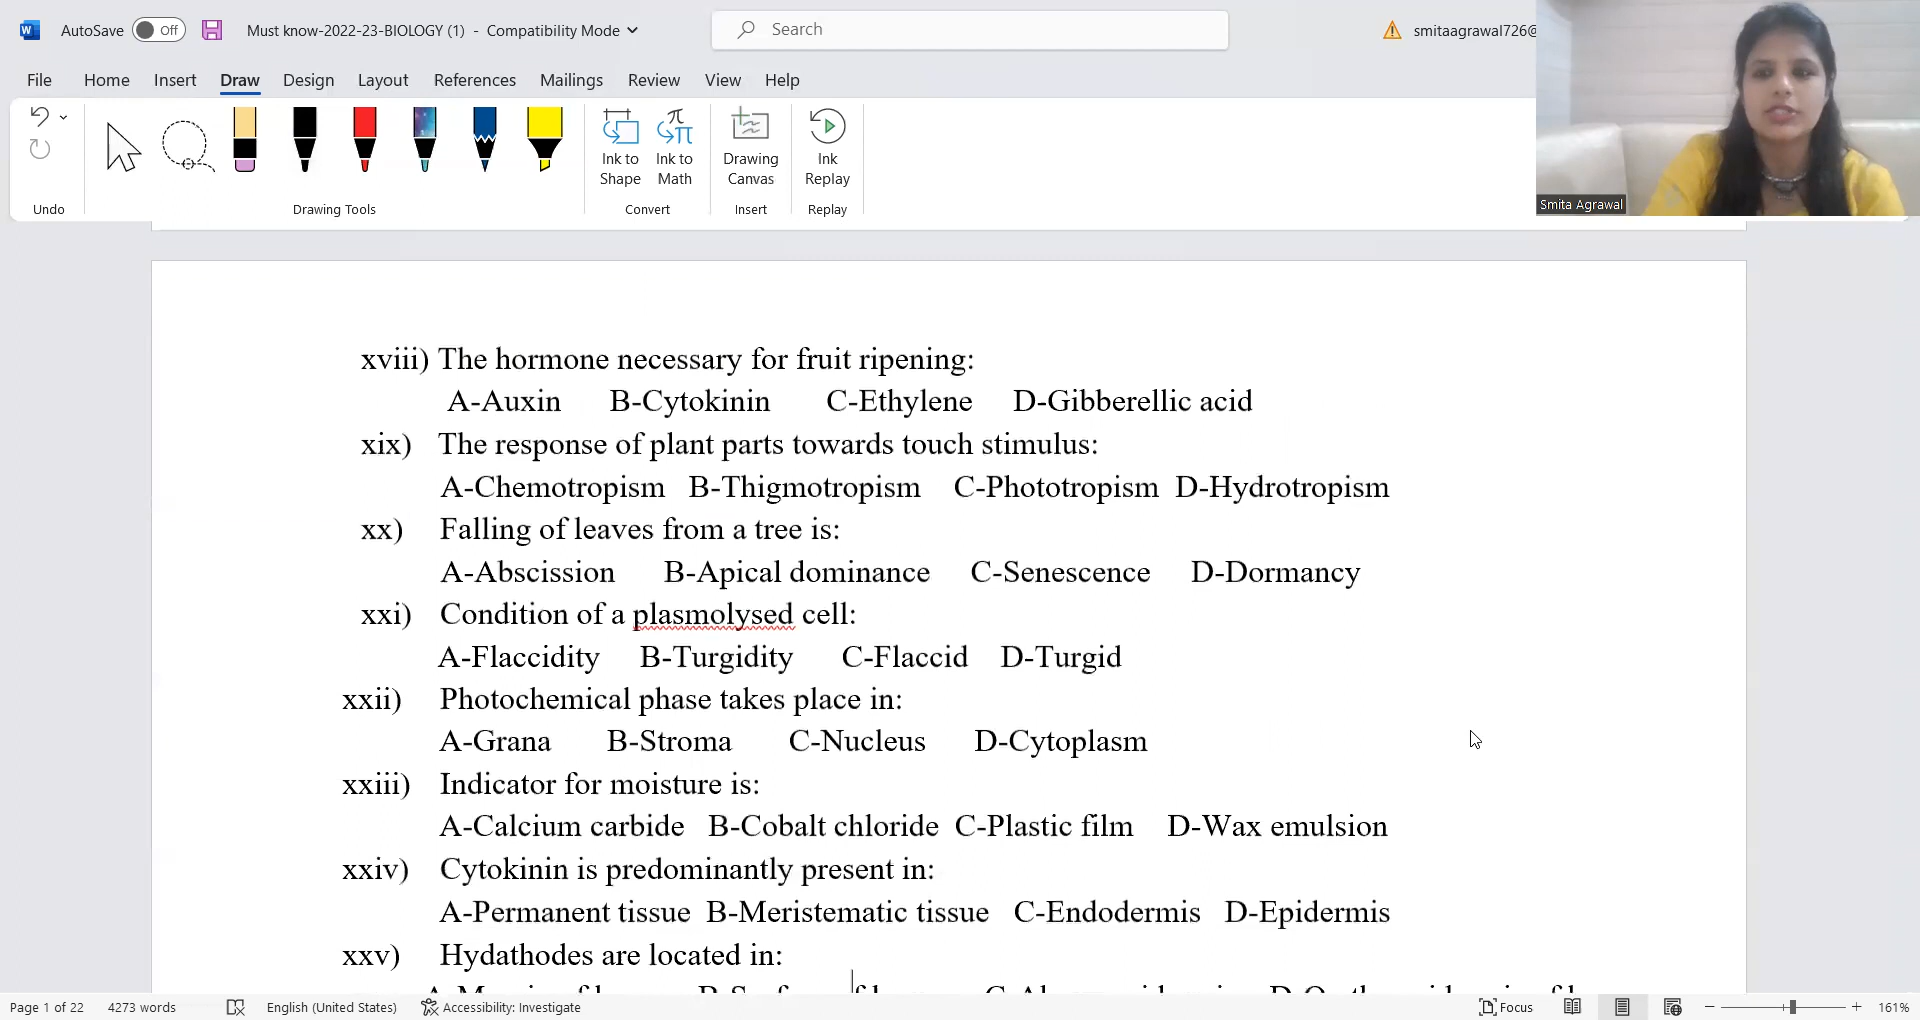 AutoSave Off Must know-2022-23-BIOLOGY (1) - Compatibility Mode Search smitaagrawal726@
File Home Insert Draw Design Layout References Mailings Review View Help
Ink to Shape Ink to Math Drawing Canvas Ink Replay
Undo Drawing Tools Convert Insert Replay
Smita Agrawal
xviii) The hormone necessary for fruit ripening:
A-Auxin B-Cytokinin C-Ethylene D-Gibberellic acid
xix) The response of plant parts towards touch stimulus:
A-Chemotropism B-Thigmotropism C-Phototropism D-Hydrotropism
xx) Falling of leaves from a tree is:
A-Abscission B-Apical dominance C-Senescence D-Dormancy
xxi) Condition of a plasmolysed cell:
A-Flaccidity B-Turgidity C-Flaccid D-Turgid
xxii) Photochemical phase takes place in:
A-Grana B-Stroma C-Nucleus D-Cytoplasm
xxiii) Indicator for moisture is:
A-Calcium carbide B-Cobalt chloride C-Plastic film D-Wax emulsion
xxiv) Cytokinin is predominantly present in:
A-Permanent tissue B-Meristematic tissue C-Endodermis D-Epidermis
xxv) Hydathodes are located in:
Page 1 of 22 4273 words English (United States) Accessibility: Investigate Focus 161%